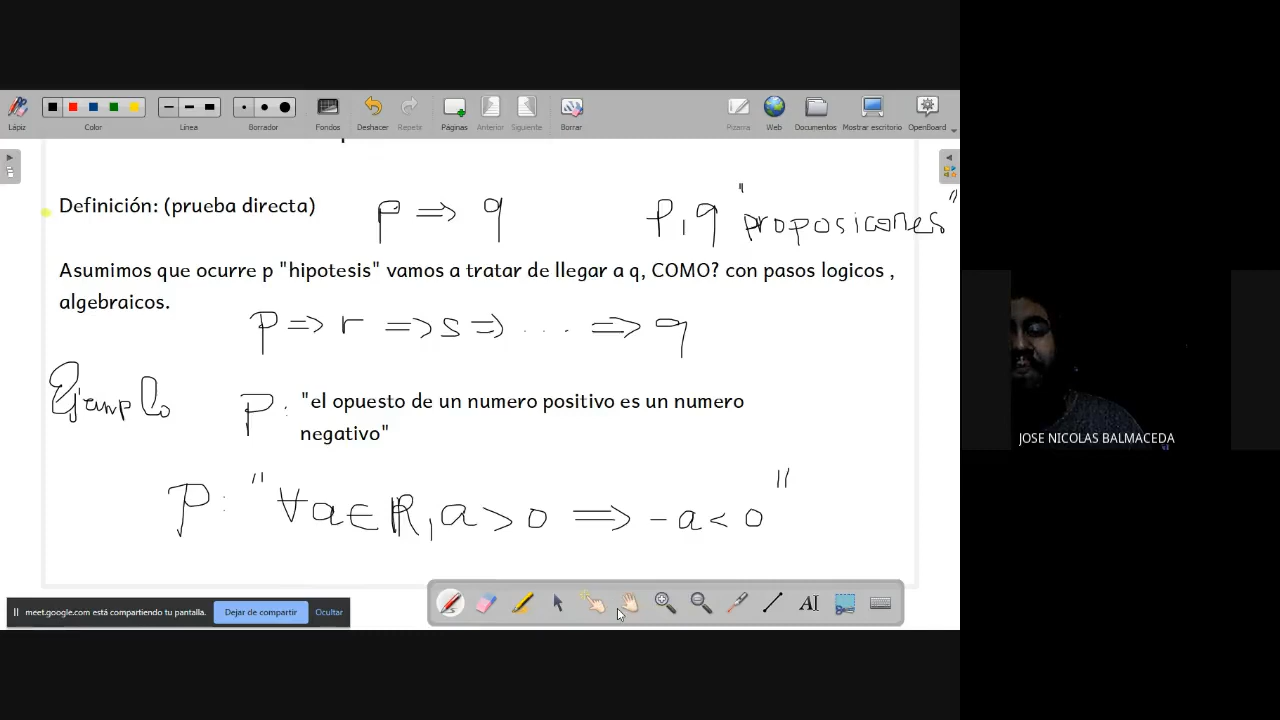 Lápiz Color Línea Borrador Fondos Deshacer Repetir Páginas Anterior Siguiente Borrar Pizarra Web Documentos Mostrar escritorio OpenBoard
Definición: (prueba directa) p ⇒ q p, q "proposiciones"
Asumimos que ocurre p "hipotesis" vamos a tratar de llegar a q, COMO? con pasos logicos ,
algebraicos.
p ⇒ r ⇒ s ⇒ .... ⇒ q
Ejemplo P: "el opuesto de un numero positivo es un numero
negativo"
P: "∀a∈ℝ, a > 0 ⇒ -a < 0"
JOSE NICOLAS BALMACEDA
meet.google.com está compartiendo tu pantalla. Dejar de compartir Ocultar
AI